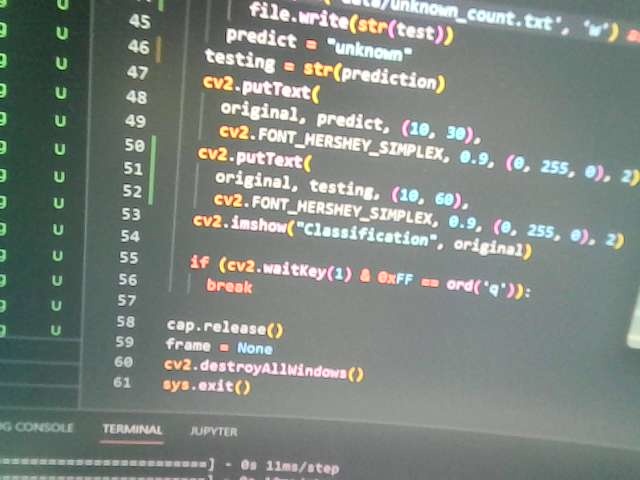 data/unknown_count.txt', 'w') as
45 file.write(str(test))
46 predict = "unknown"
47 testing = str(prediction)
48 cv2.putText(
49 original, predict, (10, 30),
50 cv2.FONT_HERSHEY_SIMPLEX, 0.9, (0, 255, 0), 2)
51 cv2.putText(
52 original, testing, (10, 60),
53 cv2.FONT_HERSHEY_SIMPLEX, 0.9, (0, 255, 0), 2)
54 cv2.imshow("Classification", original)
55
56 if (cv2.waitKey(1) & 0xFF == ord('q')):
57 break
58
59 cap.release()
60 frame = None
61 cv2.destroyAllWindows()
sys.exit()
g U
g U
g U
g U
g U
g U
g U
g U
g U
g U
g U
g U
CONSOLE TERMINAL JUPYTER
=======================] - 0s 11ms/step